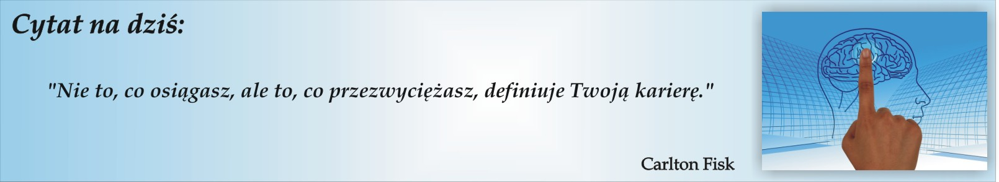 Cytat na dziś:
"Nie to, co osiągasz, ale to, co przezwyciężasz, definiuje Twoją karierę."
Carlton Fisk